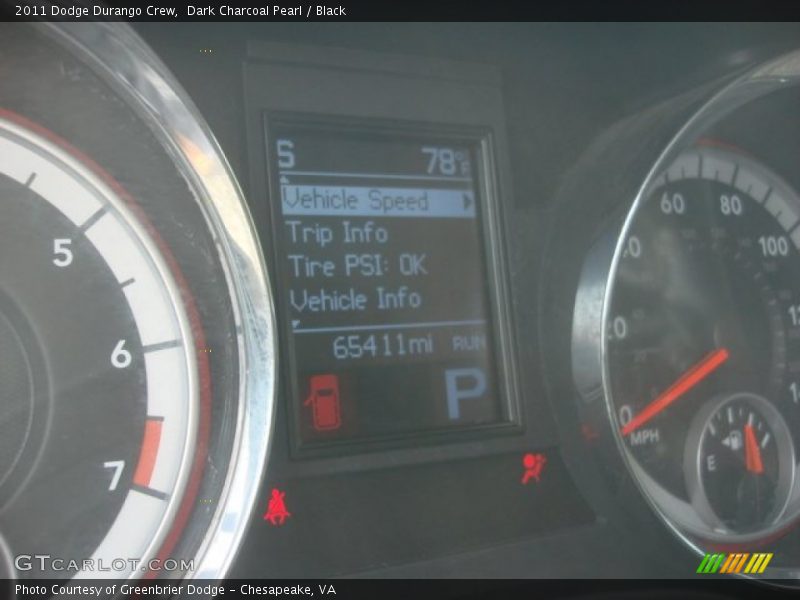 2011 Dodge Durango Crew,  Dark Charcoal Pearl / Black
S 78°F
Vehicle Speed
Trip Info
Tire PSI: OK
Vehicle Info
65411mi RUN
P
5
6
7
60
80
100
0
MPH
E
GTCARLOT.COM
Photo Courtesy of Greenbrier Dodge - Chesapeake, VA